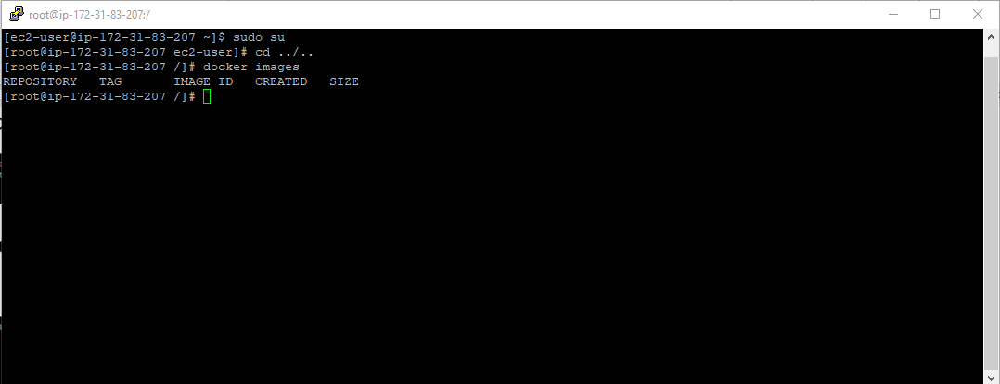 root@ip-172-31-83-207:/
[ec2-user@ip-172-31-83-207 ~]$ sudo su
[root@ip-172-31-83-207 ec2-user]# cd ../..
[root@ip-172-31-83-207 /]# docker images
REPOSITORY   TAG       IMAGE ID   CREATED   SIZE
[root@ip-172-31-83-207 /]#